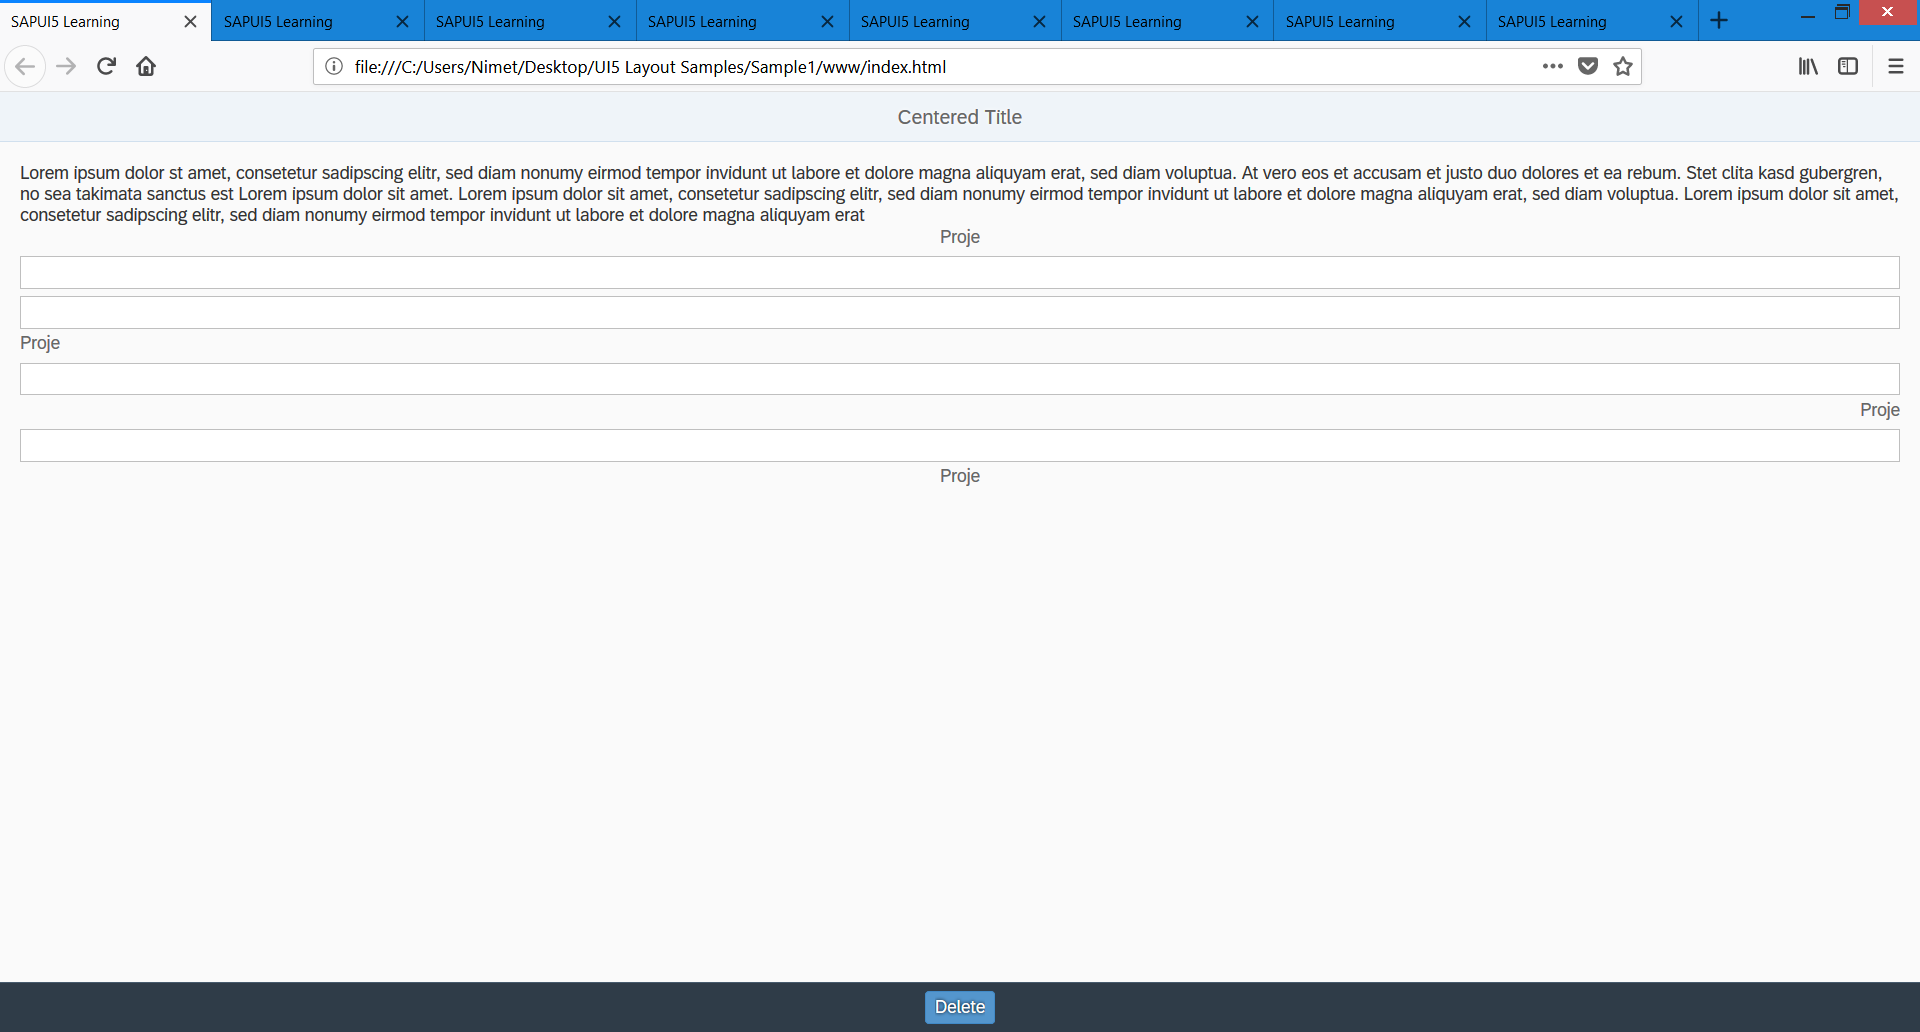 SAPUI5 Learning SAPUI5 Learning SAPUI5 Learning SAPUI5 Learning SAPUI5 Learning SAPUI5 Learning SAPUI5 Learning SAPUI5 Learning
file:///C:/Users/Nimet/Desktop/UI5 Layout Samples/Sample1/www/index.html
Centered Title
Lorem ipsum dolor st amet, consetetur sadipscing elitr, sed diam nonumy eirmod tempor invidunt ut labore et dolore magna aliquyam erat, sed diam voluptua. At vero eos et accusam et justo duo dolores et ea rebum. Stet clita kasd gubergren,
no sea takimata sanctus est Lorem ipsum dolor sit amet. Lorem ipsum dolor sit amet, consetetur sadipscing elitr, sed diam nonumy eirmod tempor invidunt ut labore et dolore magna aliquyam erat, sed diam voluptua. Lorem ipsum dolor sit amet,
consetetur sadipscing elitr, sed diam nonumy eirmod tempor invidunt ut labore et dolore magna aliquyam erat
Proje
Proje
Proje
Proje
Delete